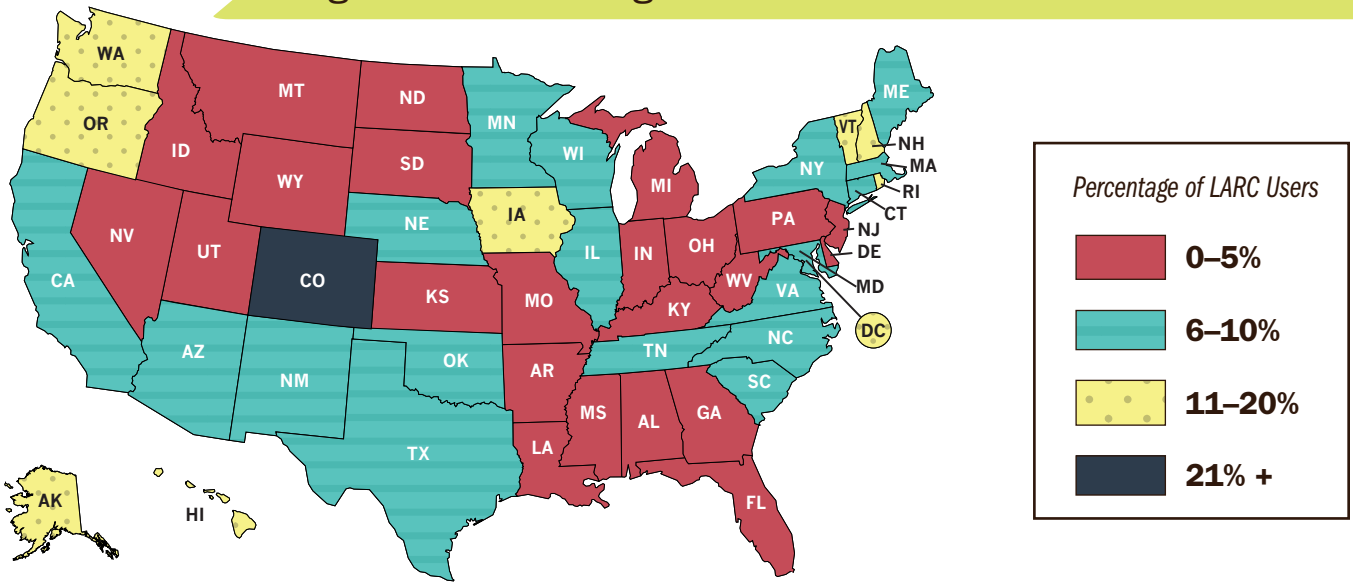 WA
MT
ND
MN
ME
OR
VT
NH
ID
SD
WI
NY
MA
WY
MI
RI
IA
CT
NE
PA
NJ
NV
UT
IL
IN
OH
DE
CA
CO
KS
MO
WV
MD
VA
KY
DC
AZ
NM
OK
TN
NC
AR
SC
MS
AL
GA
TX
LA
AK
HI
FL
Percentage of LARC Users
0–5%
6–10%
11–20%
21% +